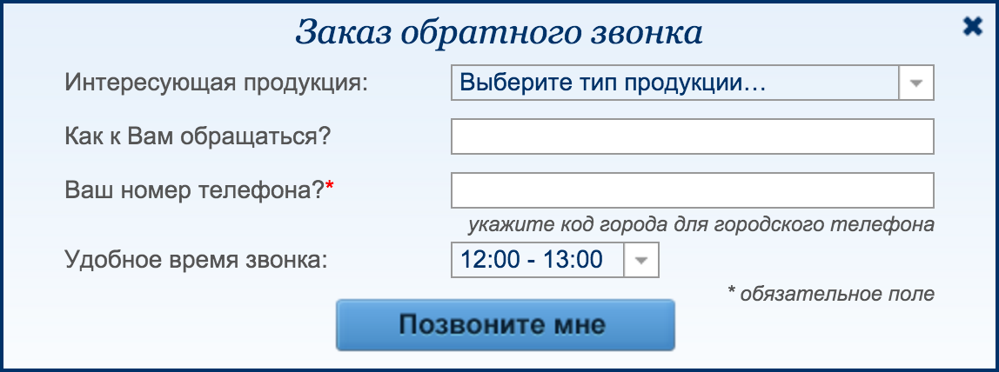 Заказ обратного звонка
Интересующая продукция: Выберите тип продукции…
Как к Вам обращаться?
Ваш номер телефона?*
укажите код города для городского телефона
Удобное время звонка: 12:00 - 13:00
* обязательное поле
Позвоните мне